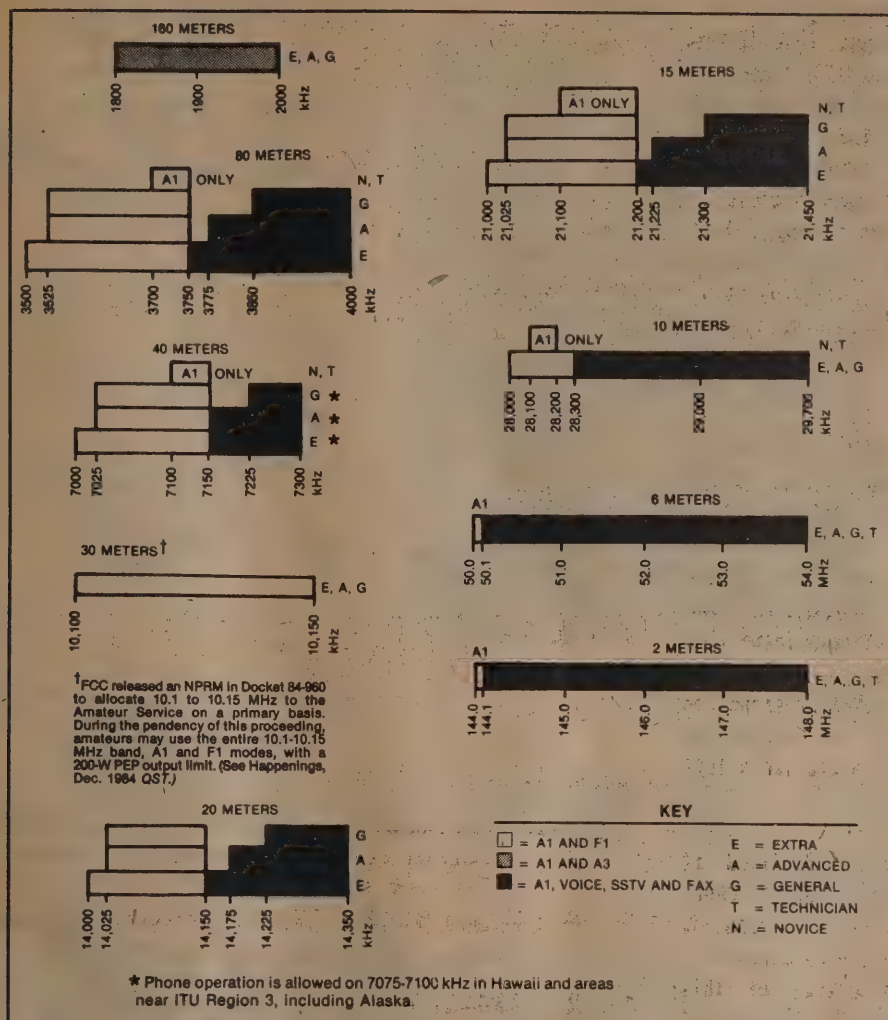 160 METERS
E, A, G
1800
1900
2000
kHz
80 METERS
A1 ONLY
N, T
G
A
E
3500
3525
3700
3750
3775
3860
4000
kHz
40 METERS
A1 ONLY
N, T
G *
A *
E *
7000
7025
7100
7150
7225
7300
kHz
30 METERS†
E, A, G
10,100
10,150
kHz
†FCC released an NPRM in Docket 84-960
to allocate 10.1 to 10.15 MHz to the
Amateur Service on a primary basis.
During the pendency of this proceeding,
amateurs may use the entire 10.1-10.15
MHz band, A1 and F1 modes, with a
200-W PEP output limit. (See Happenings,
Dec. 1984 QST.)
20 METERS
G
A
E
14,000
14,025
14,150
14,175
14,225
14,350
kHz
15 METERS
A1 ONLY
N, T
G
A
E
21,000
21,025
21,100
21,200
21,225
21,300
21,450
kHz
10 METERS
A1 ONLY
N, T
E, A, G
28,000
28,100
28,200
28,300
29,000
29,700
kHz
6 METERS
A1
E, A, G, T
50.0
50.1
51.0
52.0
53.0
54.0
MHz
2 METERS
A1
E, A, G, T
144.0
144.1
145.0
146.0
147.0
148.0
MHz
KEY
= A1 AND F1
= A1 AND A3
= A1, VOICE, SSTV AND FAX
E = EXTRA
A = ADVANCED
G = GENERAL
T = TECHNICIAN
N = NOVICE
* Phone operation is allowed on 7075-7100 kHz in Hawaii and areas
near ITU Region 3, including Alaska.